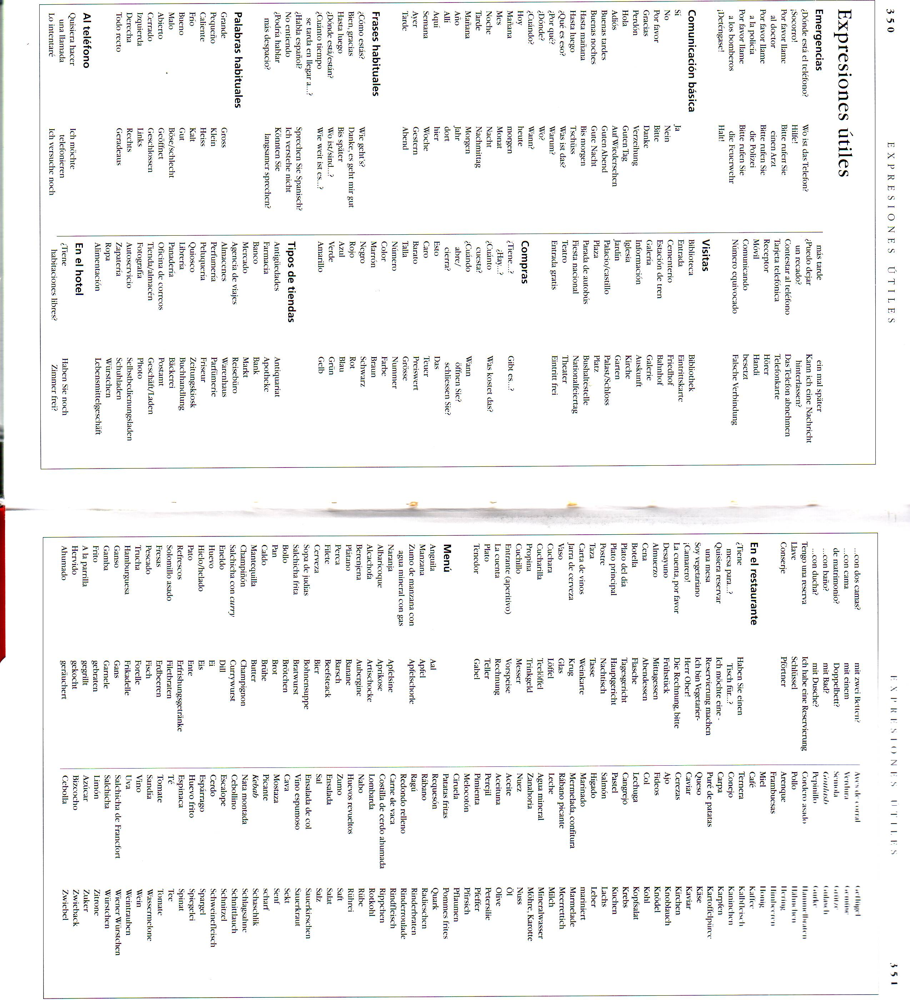 350 EXPRESIONES ÚTILES
Expresiones útiles
Emergencias
¿Dónde está el teléfono? Wo ist das Telefon?
¡Socorro! Hilfe!
Por favor llame Bitte rufen Sie
al doctor einen Arzt
Por favor llame Bitte rufen Sie
a la policía die Polizei
Por favor llame Bitte rufen Sie
a los bomberos die Feuerwehr
¡Deténgase! Halt!
Comunicación básica
Sí Ja
No Nein
Por favor Bitte
Gracias Danke
Perdón Verzeihung
Hola Guten Tag
Adiós Auf Wiedersehen
Buenas tardes Guten Abend
Buenas noches Gute Nacht
Hasta mañana Bis morgen
Hasta luego Tschüss
¿Qué es eso? Was ist das?
¿Por qué? Warum?
¿Dónde? Wo?
¿Cuándo? Wann?
Hoy heute
Mañana morgen
Mes Monat
Noche Nacht
Tarde Nachmittag
Mañana Morgen
Año Jahr
Allí dort
Aquí hier
Semana Woche
Ayer Gestern
Tarde Abend
Frases habituales
¿Cómo estás? Wie geht's?
Bien, gracias Danke, es geht mir gut
Hasta luego Bis später
¿Dónde está/están? Wo ist/sind...?
¿Cuánto tiempo Wie weit ist es...?
se tarda en llegar a...?
¿Habla español? Sprechen Sie Spanisch?
No entiendo Ich verstehe nicht
¿Podría hablar Könnten Sie
más despacio? langsamer sprechen?
Palabras habituales
Grande Gross
Pequeño Klein
Caliente Heiss
Frío Kalt
Bueno Gut
Malo Böse/schlecht
Abierto Geöffnet
Cerrado Geschlossen
Izquierda Links
Derecha Rechts
Todo recto Geradeaus
Al teléfono
Quisiera hacer Ich möchte
una llamada telefonieren
Lo intentaré Ich versuche noch
más tarde ein mal später
¿Puedo dejar Kann ich eine Nachricht
un recado? hinterlassen?
Contestar al teléfono Das Telefon abnehmen
Tarjeta telefónica Telefonkarte
Receptor Hörer
Móvil Handi
Comunicando besetzt
Número equivocado Falsche Verbindung
Visitas
Biblioteca Bibliothek
Entrada Eintrittskarte
Cementerio Friedhof
Estación de tren Bahnhof
Galería Galerie
Información Auskunft
Iglesia Kirche
Jardín Garten
Palacio/castillo Palast/Schloss
Plaza Platz
Parada de autobús Bushaltestelle
Fiesta nacional Nationalfeiertag
Teatro Theater
Entrada gratis Eintritt frei
Compras
¿Tiene...? Gibt es...?
¿Hay...?
¿Cuánto Was kostet das?
cuesta?
¿Cuándo Wann
abre/ öffnen Sie?
cierra? schliessen Sie?
Esto Das
Caro Teuer
Barato Preiswert
Talla Grösse
Número Nummer
Color Farbe
Marrón Braun
Negro Schwarz
Rojo Rot
Azul Blau
Verde Grün
Amarillo Gelb
Tipos de tiendas
Antigüedades Antiquariat
Farmacia Apotheke
Banco Bank
Mercado Markt
Agencia de viajes Reisebüro
Almacenes Warenhaus
Perfumería Parfümerie
Peluquería Friseur
Quiosco Zeitungskiosk
Librería Buchhandlung
Panadería Bäckerei
Oficina de correos Postamt
Tienda/almacén Geschäft/Laden
Fotografía Photo
Autoservicio Selbstbedienungsladen
Zapatería Schuhladen
Ropa Würstchen
Alimentación Lebensmittelgeschäft
En el hotel
¿Tiene Haben Sie noch
habitaciones libres? Zimmer frei?
EXPRESIONES ÚTILES 351
...con dos camas? mit zwei Betten?
...con cama mit einem
de matrimonio? Doppelbett?
...con baño? mit Bad?
...con ducha? mit Dusche?
Tengo una reserva Ich habe eine Reservierung
Llave Schlüssel
Conserje Pförtner
En el restaurante
¿Tiene Haben Sie einen
mesa para...? Tisch für...?
Quisiera reservar Ich möchte eine -
una mesa Reservierung machen
Soy vegetariano Ich bin Vegetarier-
¡Camarero! Herr Ober!
La cuenta, por favor Die Rechnung, bitte
Desayuno Frühstück
Almuerzo Mittagessen
Cena Abendessen
Botella Flasche
Plato del día Tagesgericht
Plato principal Hauptgericht
Postre Nachtisch
Taza Tasse
Carta de vinos Weinkarte
Jarra de cerveza Krug
Vaso Glas
Cuchara Löffel
Cucharilla Teelöffel
Propina Trinkgeld
Cuchillo Messer
Entrante (aperitivo) Vorspeise
La cuenta Rechnung
Plato Teller
Tenedor Gabel
Menú
Anguila Aal
Manzana Apfel
Zumo de manzana con Apfelschorle
agua mineral con gas
Naranja Apfelsine
Albaricoque Aprikose
Alcachofa Artischocke
Berenjena Aubergine
Plátano Banane
Perca Barsch
Filete Beefsteack
Cerveza Bier
Sopa de judías Bohnensuppe
Salchicha frita Bratwurst
Bollo Brötchen
Pan Brot
Caldo Brühe
Mantequilla Butter
Champiñón Champignon
Salchicha con curry Currywurst
Eneldo Dill
Huevo Ei
Hielo/helado Eis
Pato Ente
Refrescos Erfrishungsgetränke
Solomillo asado Filetbraten
Fresas Erdbeeren
Pescado Fisch
Trucha Forelle
Hamburguesa Frikadelle
Ganso Gans
Gamba Garnele
Frito gebraten
A la parrilla gegrillt
Hervido gekocht
Ahumado geräuchert
Aves de corral Geflügel
Verdura Gemüse
Sémola Grütze
Goulash Gulasch
Pepinillo Gurke
Cordero asado Hammelbraten
Pollo Hähnchen
Arenque Hering
Frambuesas Himbeeren
Miel Honig
Café Kaffee
Ternera Kalbfleisch
Conejo Kaninchen
Carpa Karpfen
Puré de patatas Kartoffelpüree
Queso Käse
Caviar Kaviar
Cerezas Kirchen
Ajo Knoblauch
Fideos Knödel
Col Kohl
Lechuga Kopfsalat
Cangrejo Krebs
Pastel Kuchen
Salmón Lachs
Hígado Leber
Marinado mariniert
Mermelada, confitura Marmelade
Rábano picante Meerrettich
Leche Milch
Agua mineral Mineralwasser
Zanahoria Möhre, Karotte
Nuez Nuss
Aceite Öl
Aceituna Olive
Perejil Petersilie
Pimienta Pfeffer
Melocotón Pfirsich
Ciruela Pflaumen
Patatas fritas Pommes frites
Requesón Quark
Rábano Radieschen
Ragú Rinderbraten
Redondo relleno Rinderroulade
Carne de vaca Rindfleisch
Costilla de cerdo ahumada Rippchen
Lombarda Rotkohl
Nabo Rübe
Huevos revueltos Rührei
Zumo Saft
Ensalada Salat
Sal Salz
Ensalada de col Sauerkirschen
Vino espumoso Sauerkraut
Cava Sekt
Mostaza Senf
Picante scharf
Kebab Schaschlik
Nata montada Schlagsahne
Cebollino Schnittlauch
Escalope Schnitzel
Cerdo Schweinefleisch
Espárrago Spargel
Huevo frito Spiegelei
Espinaca Spinat
Té Tee
Tomate Tomate
Sandía Wassermelone
Vino Wein
Uva Weintrauben
Salchicha de Francfort Wiener Würstchen
Salchicha Würstchen
Limón Zitrone
Azúcar Zuker
Bizcocho Zwieback
Cebolla Zwiebel